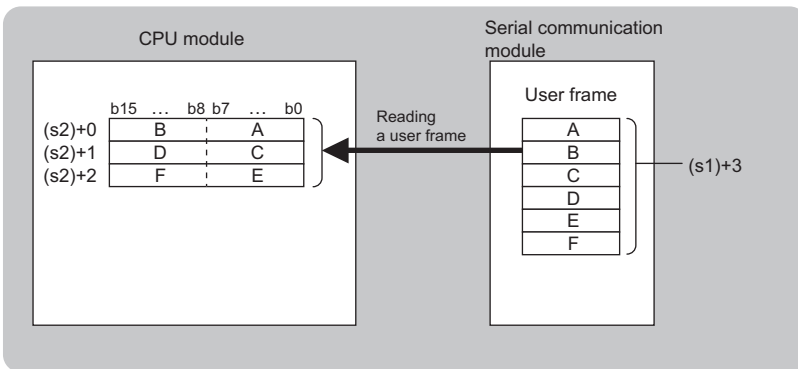 CPU module
Serial communication
module
b15 ... b8 b7 ... b0
(s2)+0 B A
(s2)+1 D C
(s2)+2 F E
Reading
a user frame
User frame
A
B
C
D
E
F
(s1)+3